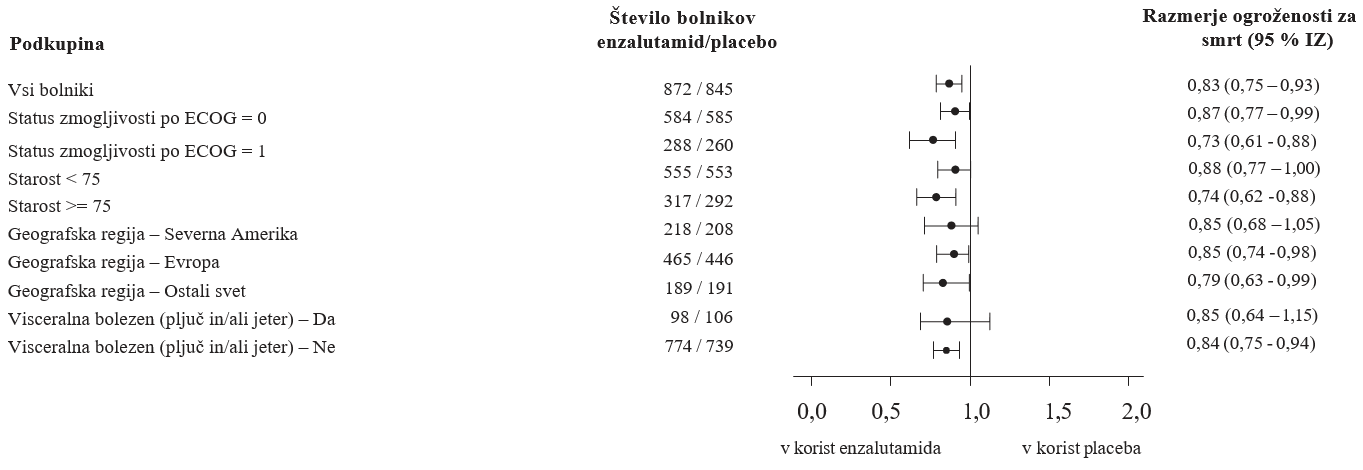 Podkupina
Število bolnikov
enzalutamid/placebo
Razmerje ogroženosti za
smrt (95 % IZ)
Vsi bolniki 872 / 845 0,83 (0,75 – 0,93)
Status zmogljivosti po ECOG = 0 584 / 585 0,87 (0,77 – 0,99)
Status zmogljivosti po ECOG = 1 288 / 260 0,73 (0,61 - 0,88)
Starost < 75 555 / 553 0,88 (0,77 – 1,00)
Starost >= 75 317 / 292 0,74 (0,62 -0,88)
Geografska regija – Severna Amerika 218 / 208 0,85 (0,68 – 1,05)
Geografska regija – Evropa 465 / 446 0,85 (0,74 -0,98)
Geografska regija – Ostali svet 189 / 191 0,79 (0,63 - 0,99)
Visceralna bolezen (pljuč in/ali jeter) – Da 98 / 106 0,85 (0,64 – 1,15)
Visceralna bolezen (pljuč in/ali jeter) – Ne 774 / 739 0,84 (0,75 - 0,94)
0,0 0,5 1,0 1,5 2,0
v korist enzalutamida v korist placeba